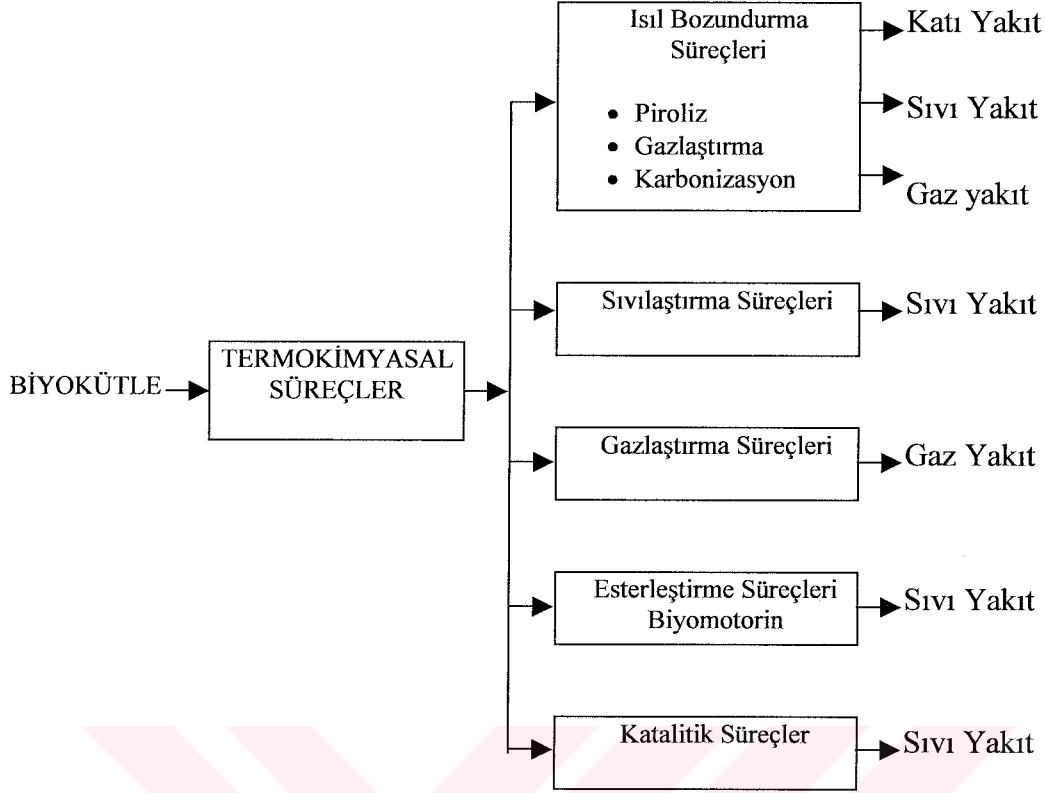 Isıl Bozundurma
Süreçleri
• Piroliz
• Gazlaştırma
• Karbonizasyon
Katı Yakıt
Sıvı Yakıt
Gaz yakıt
Sıvılaştırma Süreçleri
Sıvı Yakıt
BİYOKÜTLE
TERMOKİMYASAL
SÜREÇLER
Gazlaştırma Süreçleri
Gaz Yakıt
Esterleştirme Süreçleri
Biyomotorin
Sıvı Yakıt
Katalitik Süreçler
Sıvı Yakıt